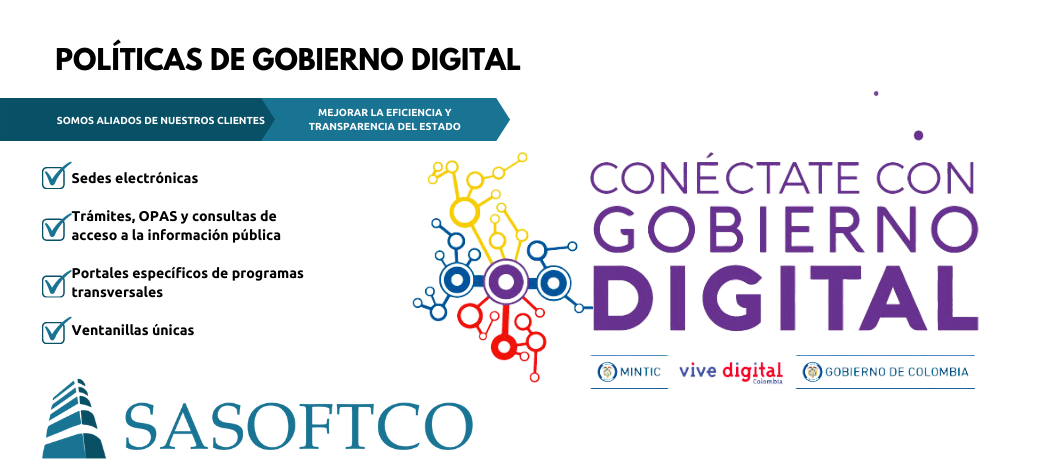 POLÍTICAS DE GOBIERNO DIGITAL
SOMOS ALIADOS DE NUESTROS CLIENTES
MEJORAR LA EFICIENCIA Y
TRANSPARENCIA DEL ESTADO
Sedes electrónicas
Trámites, OPAS y consultas de
acceso a la información pública
Portales específicos de programas
transversales
Ventanillas únicas
SASOFTCO
CONÉCTATE CON
GOBIERNO
DIGITAL
MINTIC
vive digital
Colombia
GOBIERNO DE COLOMBIA